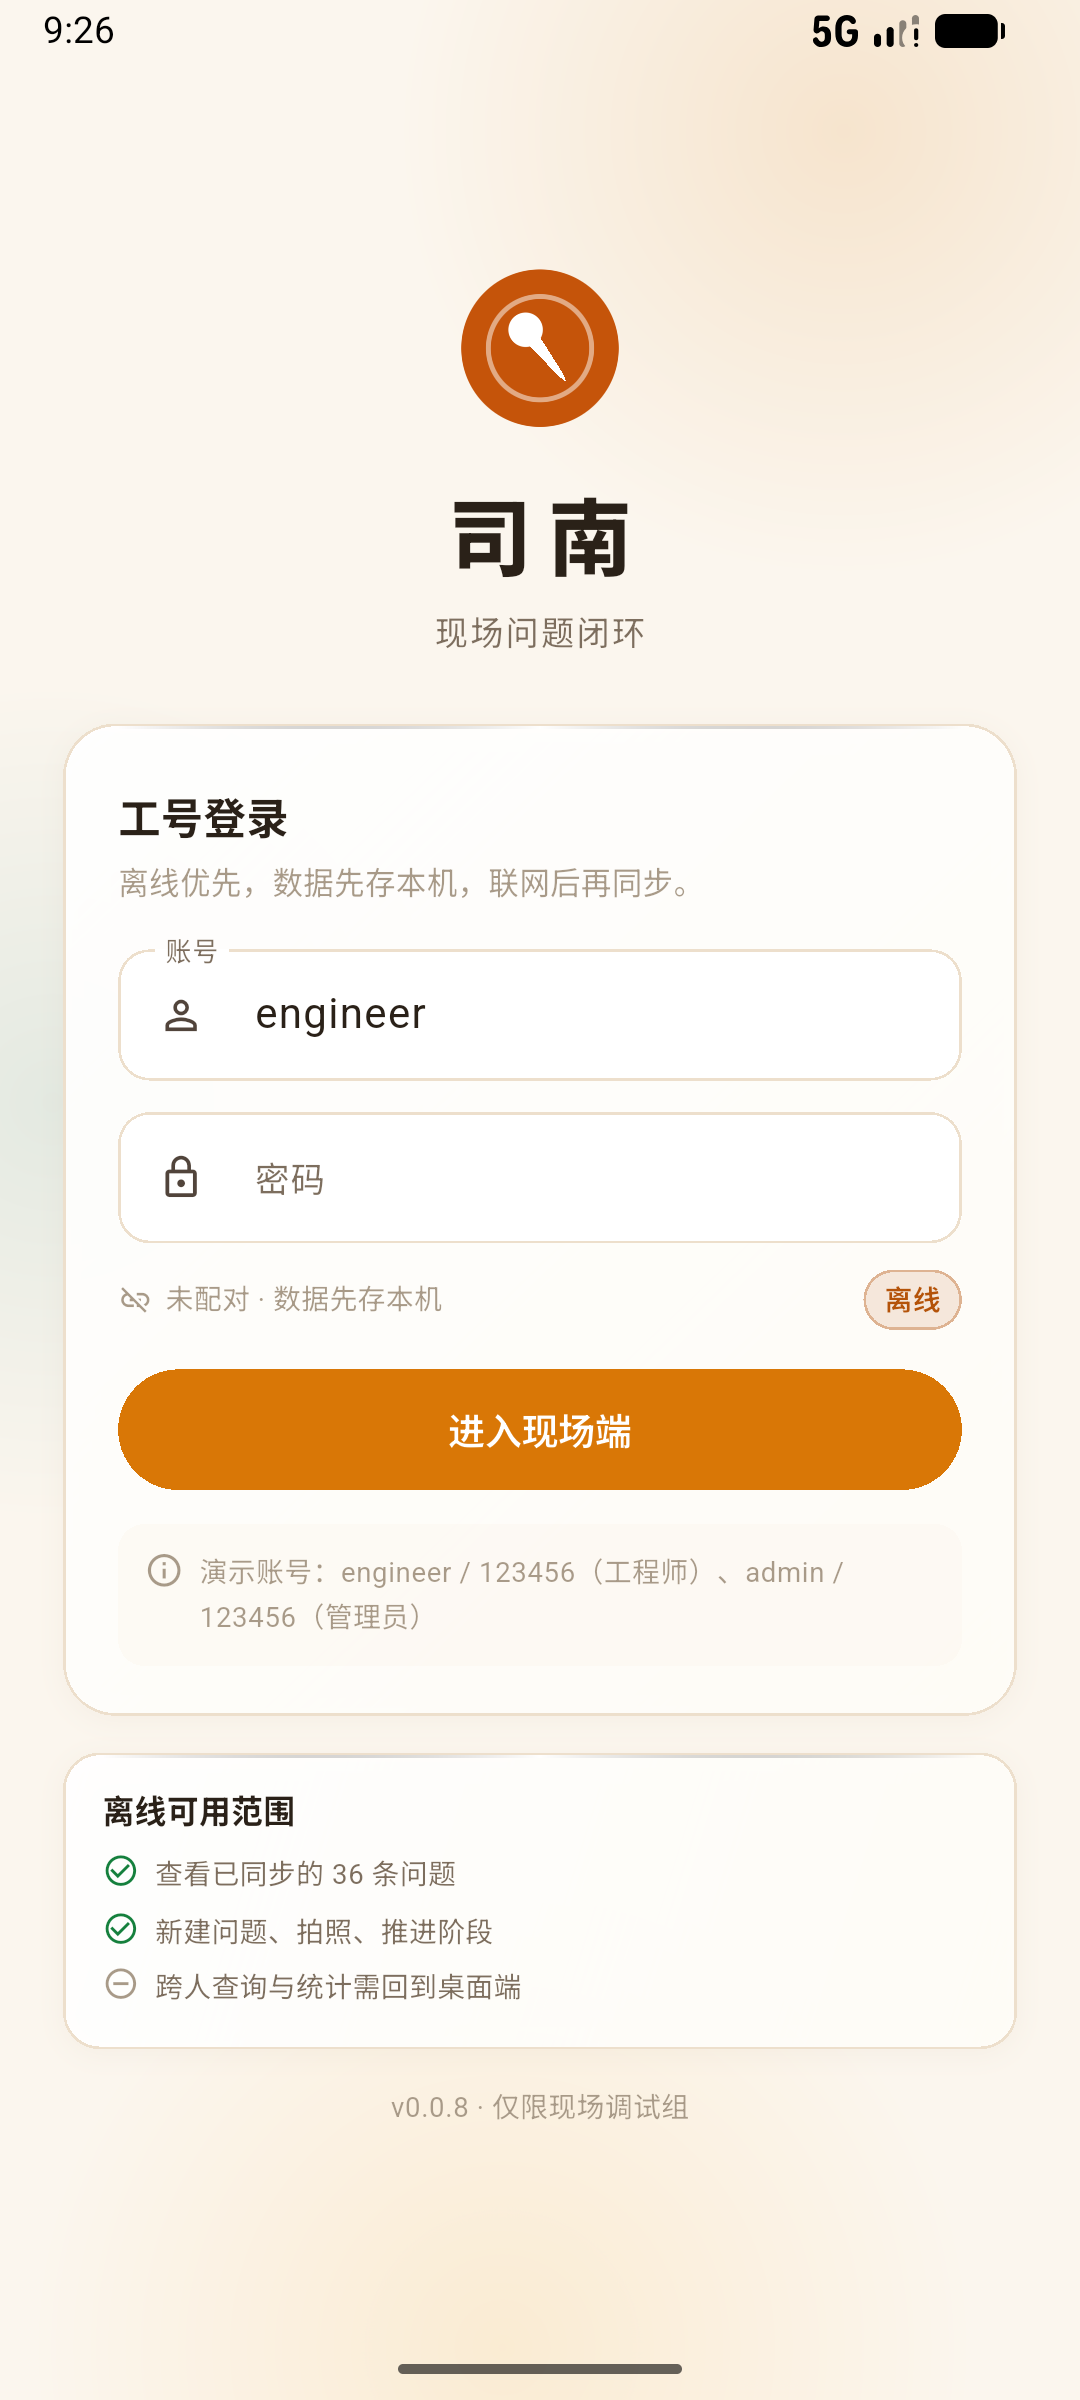 9:26
5G
司南
现场问题闭环
工号登录
离线优先，数据先存本机，联网后再同步。
账号
engineer
密码
未配对 · 数据先存本机
离线
进入现场端
演示账号：engineer / 123456（工程师）、admin /
123456（管理员）
离线可用范围
查看已同步的 36 条问题
新建问题、拍照、推进阶段
跨人查询与统计需回到桌面端
v0.0.8 · 仅限现场调试组